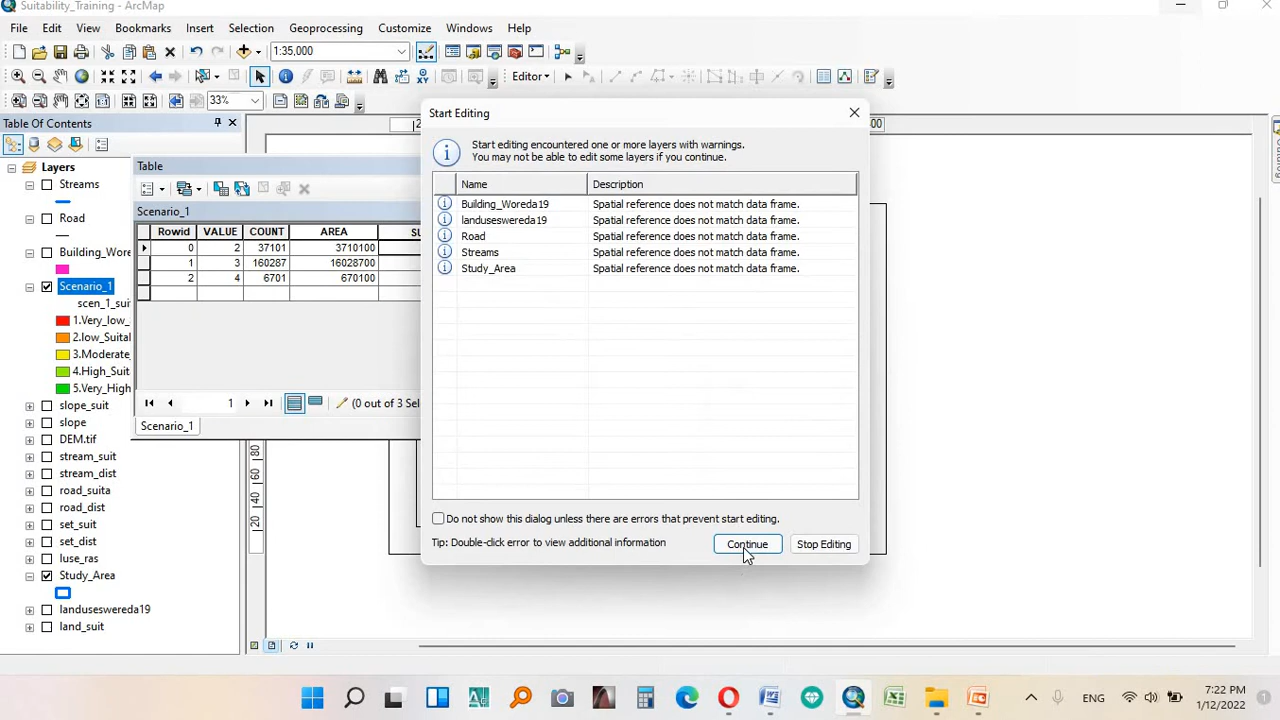 Suitability_Training - ArcMap
File Edit View Bookmarks Insert Selection Geoprocessing Customize Windows Help
1:35,000
Editor
33%
Table Of Contents
Layers
Streams
Road
Building_Wore
Scenario_1
scen_1_sui
1.Very_low_
2.low_Suital
3.Moderate_
4.High_Suit
5.Very_High
slope_suit
slope
DEM.tif
stream_suit
stream_dist
road_suita
road_dist
set_suit
set_dist
luse_ras
Study_Area
landuseswereda19
land_suit
Table
Scenario_1
Rowid VALUE COUNT AREA SU
0 2 37101 3710100
1 3 160287 16028700
2 4 6701 670100
1 (0 out of 3 Sel
Scenario_1
80
60
40
20
Start Editing
Start editing encountered one or more layers with warnings.
You may not be able to edit some layers if you continue.
Name Description
Building_Woreda19 Spatial reference does not match data frame.
landuseswereda19 Spatial reference does not match data frame.
Road Spatial reference does not match data frame.
Streams Spatial reference does not match data frame.
Study_Area Spatial reference does not match data frame.
Do not show this dialog unless there are errors that prevent start editing.
Tip: Double-click error to view additional information
Continue Stop Editing
ENG
7:22 PM
1/12/2022